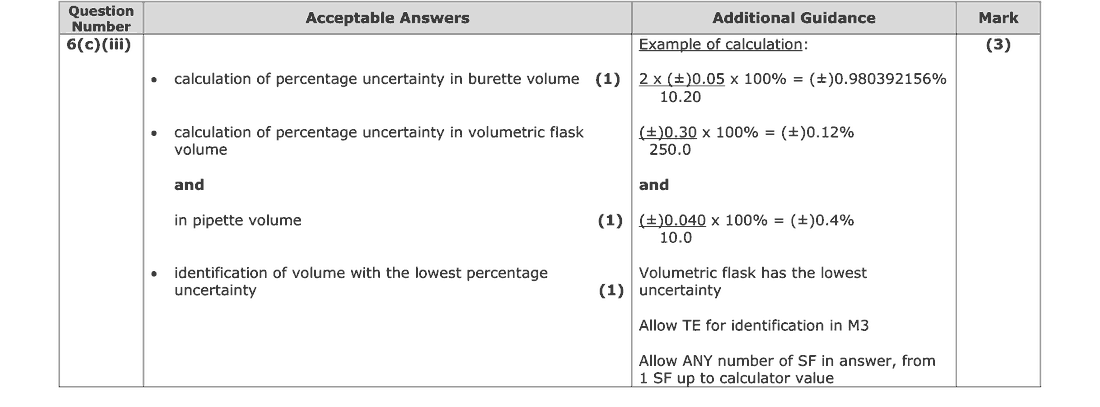 Question Number
Acceptable Answers
Additional Guidance
Mark
6(c)(iii)
(3)
Example of calculation:
• calculation of percentage uncertainty in burette volume (1)
2 x (±)0.05 x 100% = (±)0.980392156%
10.20
• calculation of percentage uncertainty in volumetric flask
volume
(±)0.30 x 100% = (±)0.12%
250.0
and
and
in pipette volume (1)
(±)0.040 x 100% = (±)0.4%
10.0
• identification of volume with the lowest percentage
uncertainty (1)
Volumetric flask has the lowest
uncertainty
Allow TE for identification in M3
Allow ANY number of SF in answer, from
1 SF up to calculator value